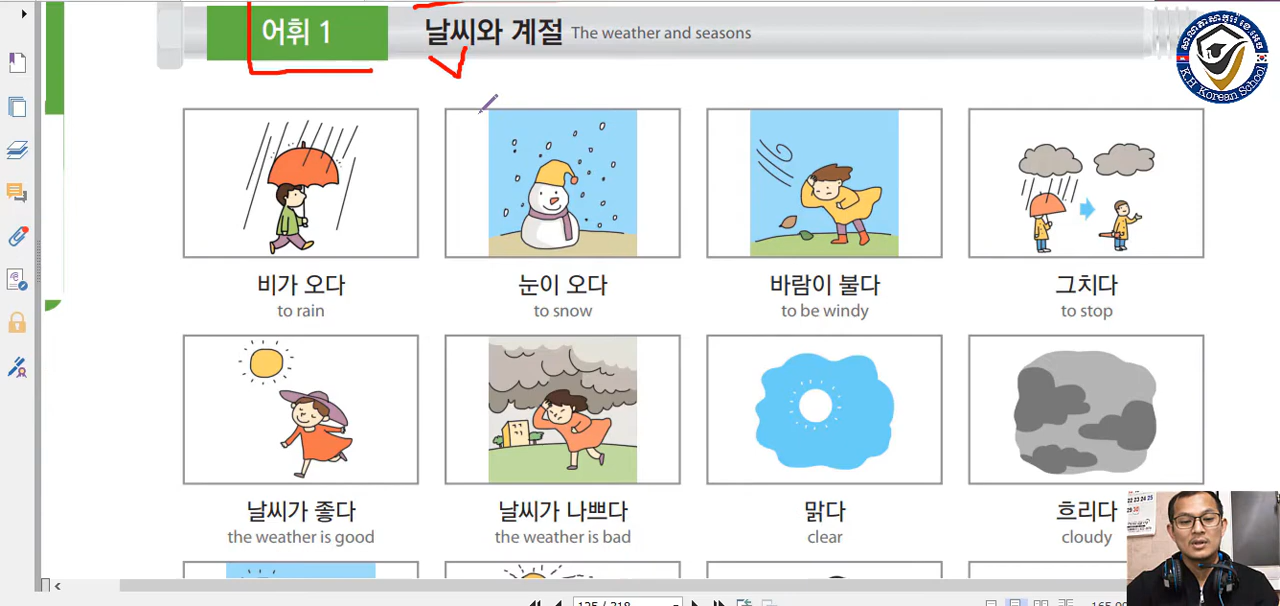 어휘 1
날씨와 계절 The weather and seasons
K.H Korean School
비가 오다
to rain
눈이 오다
to snow
바람이 불다
to be windy
그치다
to stop
날씨가 좋다
the weather is good
날씨가 나쁘다
the weather is bad
맑다
clear
흐리다
cloudy